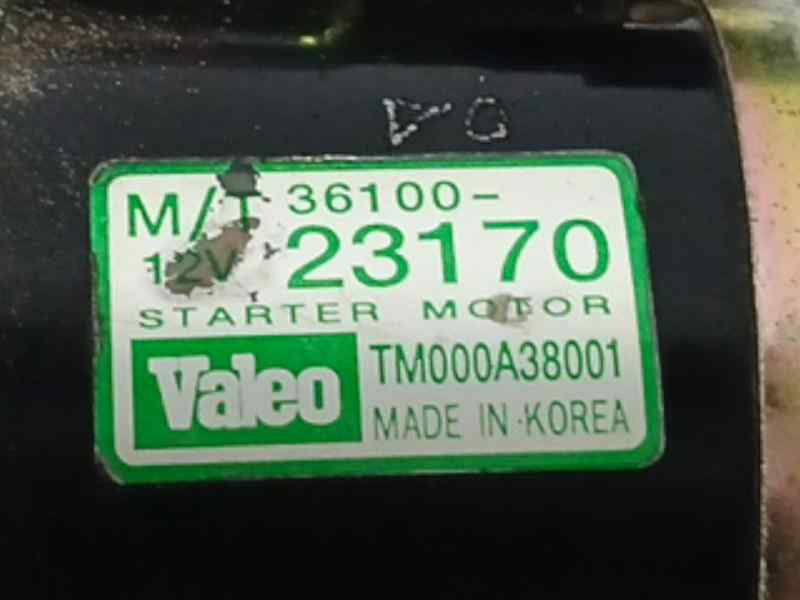 M/T 36100-
12V 23170
STARTER MOTOR
Valeo TM000A38001
MADE IN KOREA